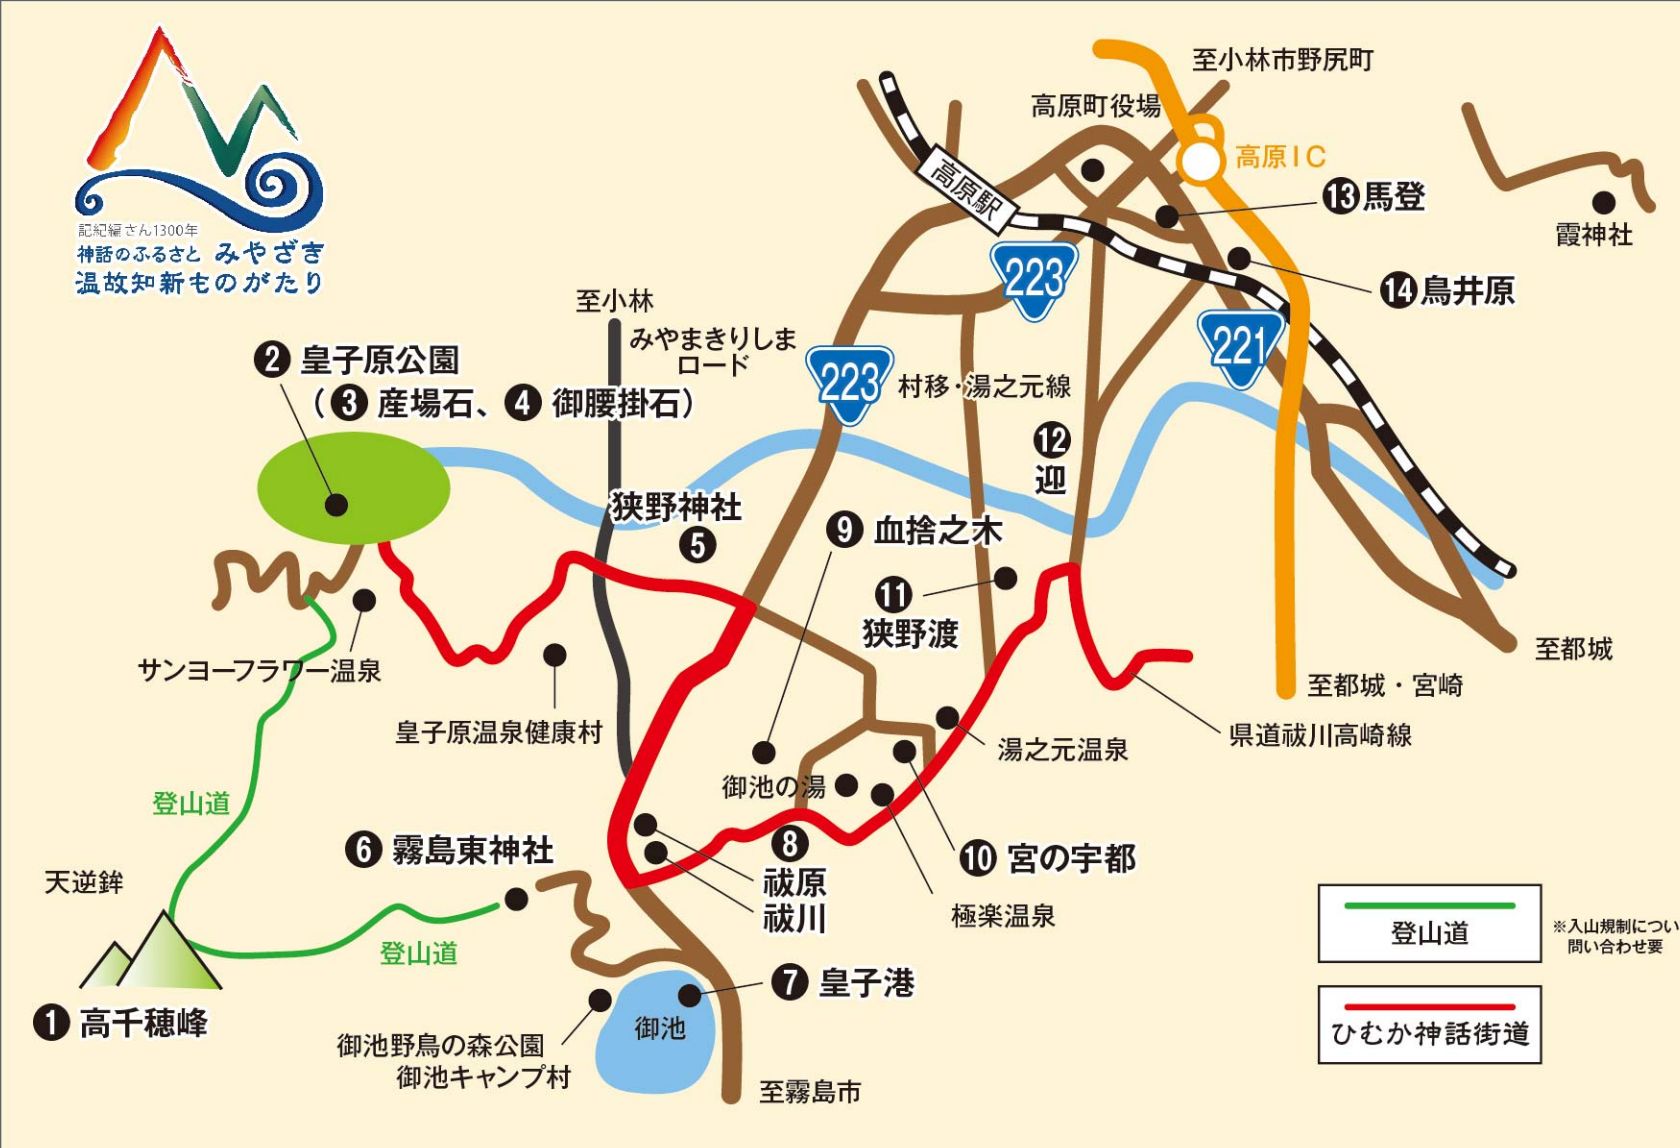 記紀編さん1300年
神話のふるさと みやざき
温故知新ものがたり
至小林市野尻町
高原町役場
高原IC
高原駅
⓭馬登
霞神社
⓮鳥井原
223
221
223
至小林
みやまきりしま
ロード
村移・湯之元線
❷ 皇子原公園
（❸ 産場石、❹ 御腰掛石）
⓬
迎
狭野神社
❺
❾ 血捨之木
⓫
狭野渡
サンヨーフラワー温泉
皇子原温泉健康村
至都城
至都城・宮崎
県道祓川高崎線
湯之元温泉
御池の湯
登山道
❻ 霧島東神社
❽
祓原
祓川
❿ 宮の宇都
極楽温泉
天逆鉾
登山道
❶ 高千穂峰
❼ 皇子港
御池
御池野鳥の森公園
御池キャンプ村
至霧島市
登山道
※入山規制につい
問い合わせ要
ひむか神話街道